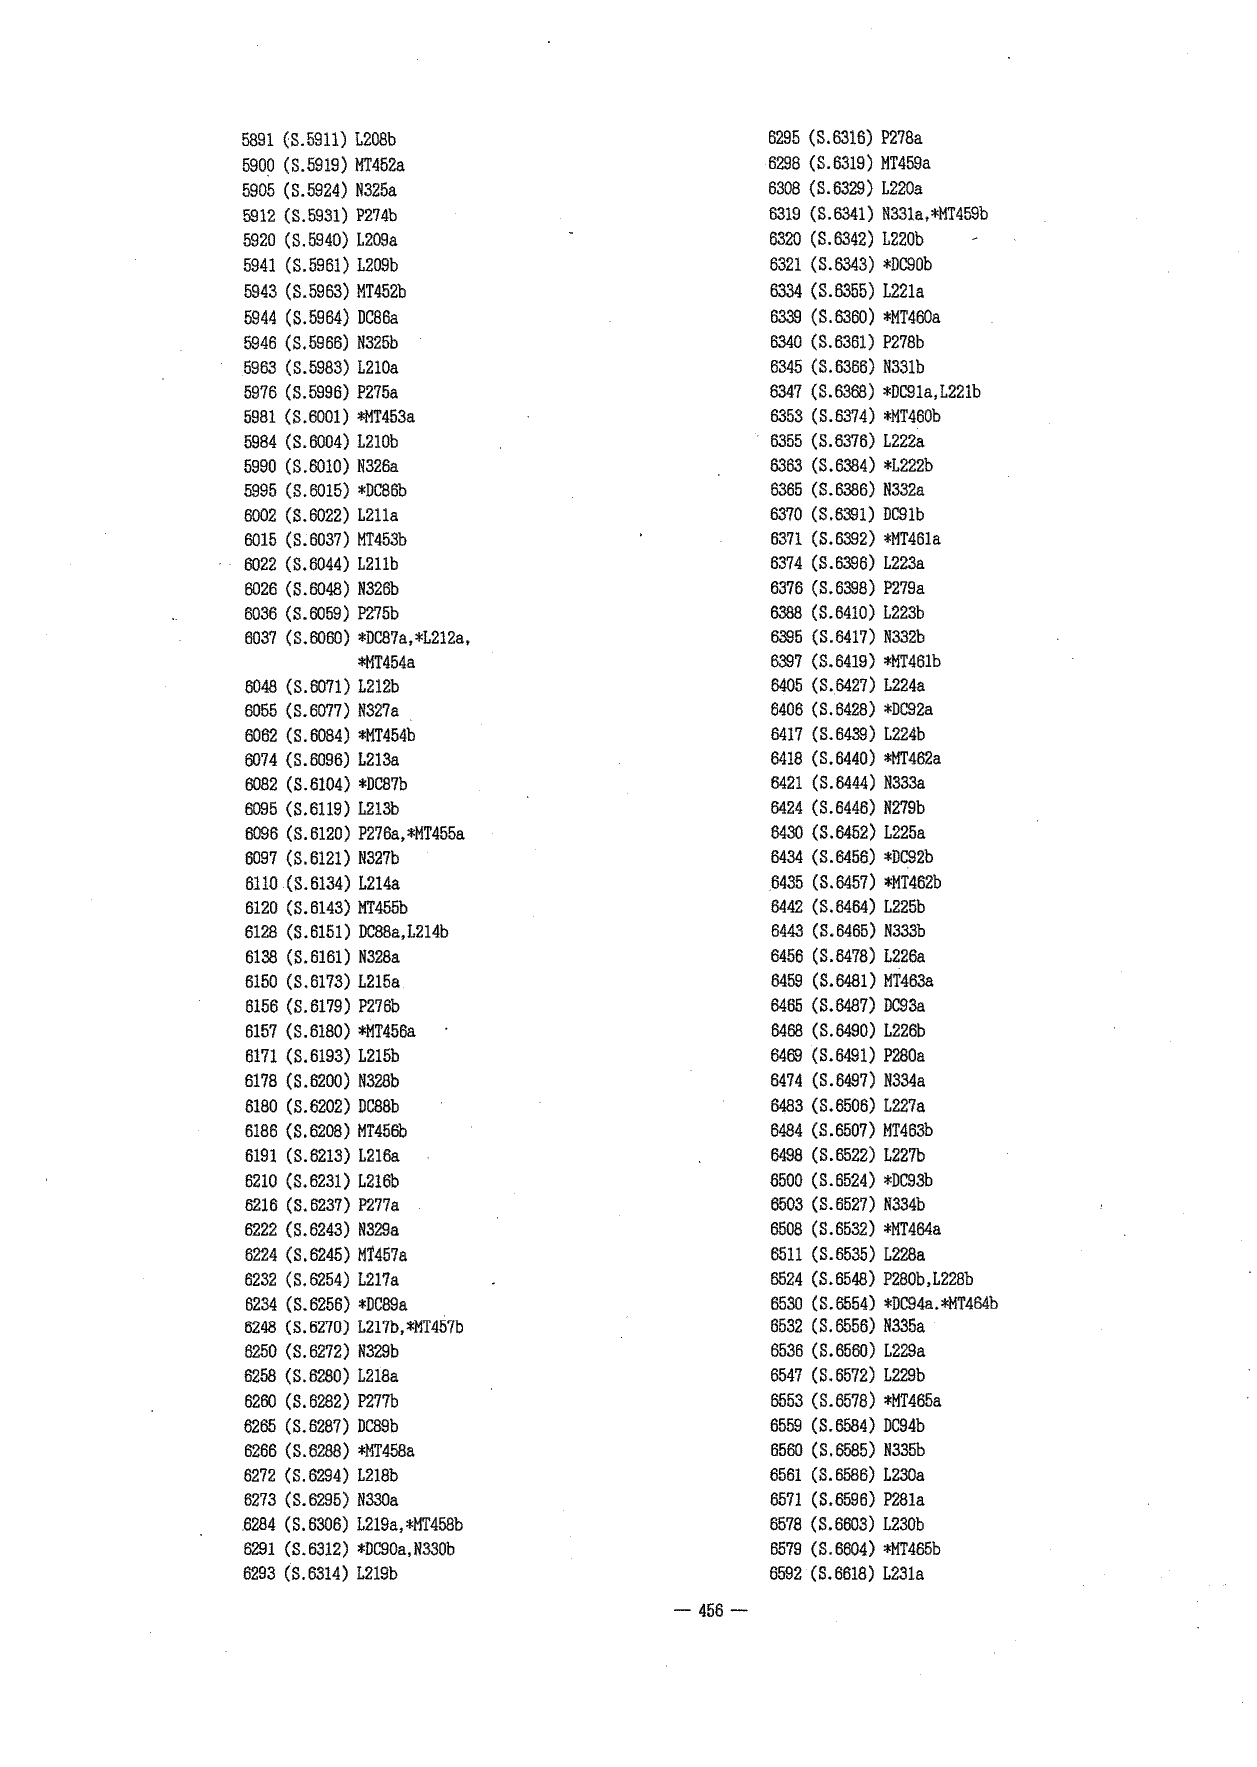 5891 (S.5911) L208b
5900 (S.5919) MT452a
5905 (S.5924) N325a
5912 (S.5931) P274b
5920 (S.5940) L209a
5941 (S.5961) L209b
5943 (S.5963) MT452b
5944 (S.5964) DC86a
5946 (S.5966) N325b
5963 (S.5983) L210a
5976 (S.5996) P275a
5981 (S.6001) *MT453a
5984 (S.6004) L210b
5990 (S.6010) N326a
5995 (S.6015) *DC86b
6002 (S.6022) L211a
6015 (S.6037) MT453b
6022 (S.6044) L211b
6026 (S.6048) N326b
6036 (S.6059) P275b
6037 (S.6060) *DC87a,*L212a,
*MT454a
6048 (S.6071) L212b
6055 (S.6077) N327a
6062 (S.6084) *MT454b
6074 (S.6096) L213a
6082 (S.6104) *DC87b
6095 (S.6119) L213b
6096 (S.6120) P276a,*MT455a
6097 (S.6121) N327b
6110 (S.6134) L214a
6120 (S.6143) MT455b
6128 (S.6151) DC88a,L214b
6138 (S.6161) N328a
6150 (S.6173) L215a
6156 (S.6179) P276b
6157 (S.6180) *MT456a
6171 (S.6193) L215b
6178 (S.6200) N328b
6180 (S.6202) DC88b
6186 (S.6208) MT456b
6191 (S.6213) L216a
6210 (S.6231) L216b
6216 (S.6237) P277a
6222 (S.6243) N329a
6224 (S.6245) MT457a
6232 (S.6254) L217a
6234 (S.6256) *DC89a
6248 (S.6270) L217b,*MT457b
6250 (S.6272) N329b
6258 (S.6280) L218a
6260 (S.6282) P277b
6265 (S.6287) DC89b
6266 (S.6288) *MT458a
6272 (S.6294) L218b
6273 (S.6295) N330a
6284 (S.6306) L219a,*MT458b
6291 (S.6312) *DC90a,N330b
6293 (S.6314) L219b
6295 (S.6316) P278a
6298 (S.6319) MT459a
6308 (S.6329) L220a
6319 (S.6341) N331a,*MT459b
6320 (S.6342) L220b
6321 (S.6343) *DC90b
6334 (S.6355) L221a
6339 (S.6360) *MT460a
6340 (S.6361) P278b
6345 (S.6366) N331b
6347 (S.6368) *DC91a,L221b
6353 (S.6374) *MT460b
6355 (S.6376) L222a
6363 (S.6384) *L222b
6365 (S.6386) N332a
6370 (S.6391) DC91b
6371 (S.6392) *MT461a
6374 (S.6396) L223a
6376 (S.6398) P279a
6388 (S.6410) L223b
6395 (S.6417) N332b
6397 (S.6419) *MT461b
6405 (S.6427) L224a
6406 (S.6428) *DC92a
6417 (S.6439) L224b
6418 (S.6440) *MT462a
6421 (S.6444) N333a
6424 (S.6446) N279b
6430 (S.6452) L225a
6434 (S.6456) *DC92b
6435 (S.6457) *MT462b
6442 (S.6464) L225b
6443 (S.6465) N333b
6456 (S.6478) L226a
6459 (S.6481) MT463a
6465 (S.6487) DC93a
6468 (S.6490) L226b
6469 (S.6491) P280a
6474 (S.6497) N334a
6483 (S.6506) L227a
6484 (S.6507) MT463b
6498 (S.6522) L227b
6500 (S.6524) *DC93b
6503 (S.6527) N334b
6508 (S.6532) *MT464a
6511 (S.6535) L228a
6524 (S.6548) P280b,L228b
6530 (S.6554) *DC94a.*MT464b
6532 (S.6556) N335a
6536 (S.6560) L229a
6547 (S.6572) L229b
6553 (S.6578) *MT465a
6559 (S.6584) DC94b
6560 (S.6585) N335b
6561 (S.6586) L230a
6571 (S.6596) P281a
6578 (S.6603) L230b
6579 (S.6604) *MT465b
6592 (S.6618) L231a
— 456 —